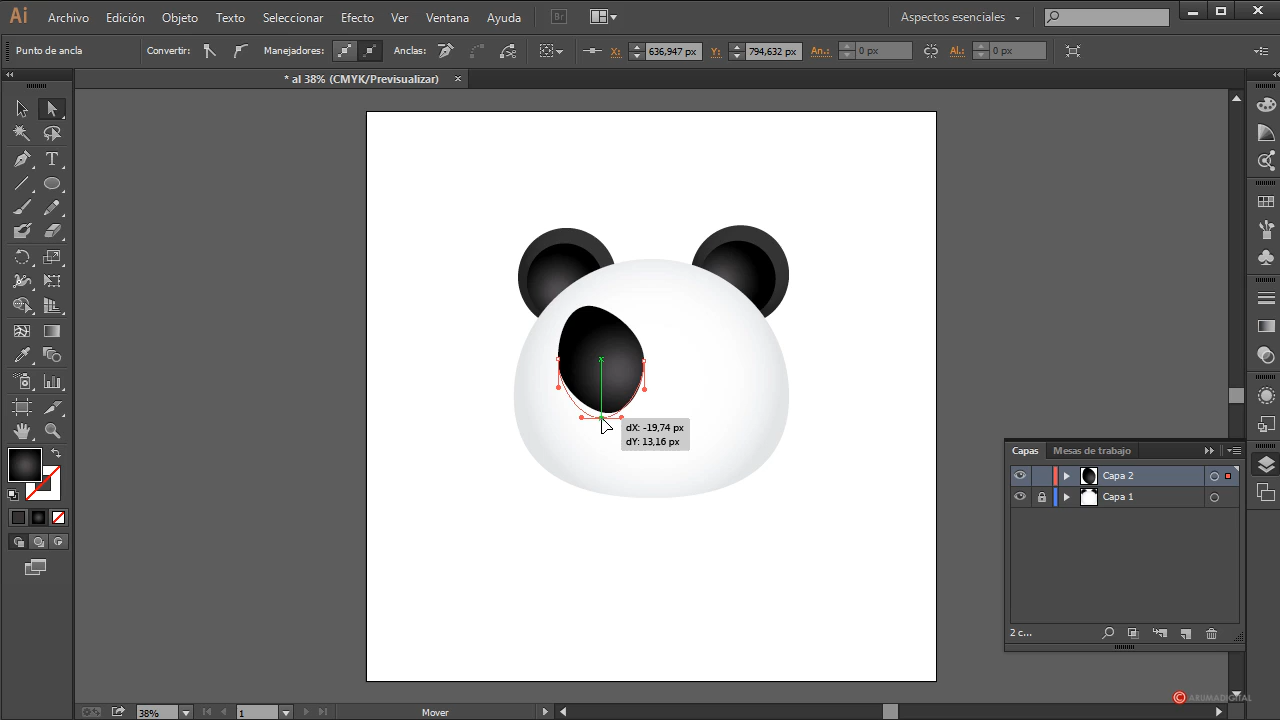 Ai Archivo Edición Objeto Texto Seleccionar Efecto Ver Ventana Ayuda Br Aspectos esenciales
Punto de ancla Convertir: Manejadores: Anclas: X: 636,947 px Y: 794,632 px An.: 0 px Al.: 0 px
* al 38% (CMYK/Previsualizar)
dX: -19,74 px
dY: 13,16 px
Capas Mesas de trabajo
Capa 2
Capa 1
2 c...
© ARUMADIGITAL
38% 1 Mover